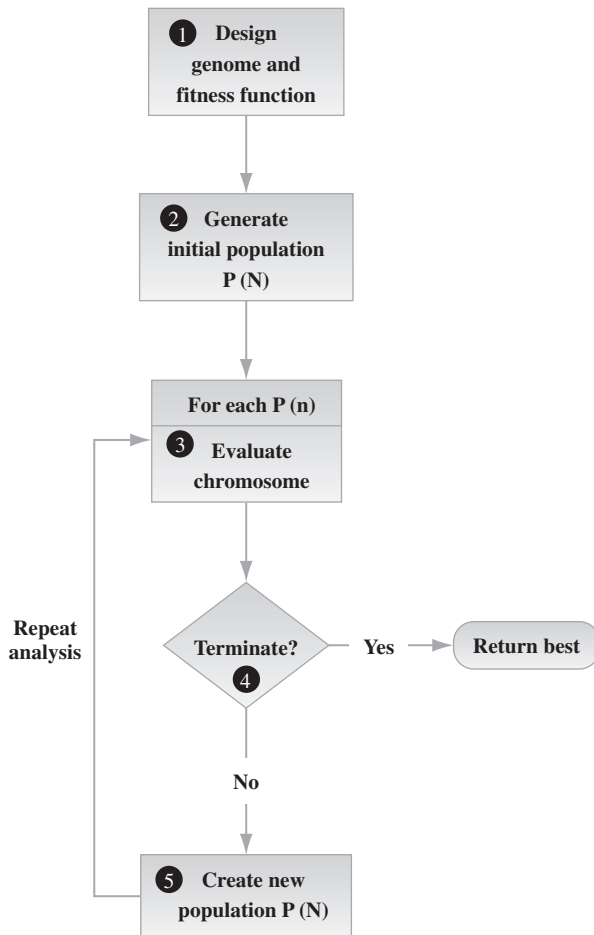 1 Design
genome and
fitness function
2 Generate
initial population
P (N)
For each P (n)
3 Evaluate
chromosome
Terminate?
4
Yes
Return best
Repeat
analysis
No
5 Create new
population P (N)